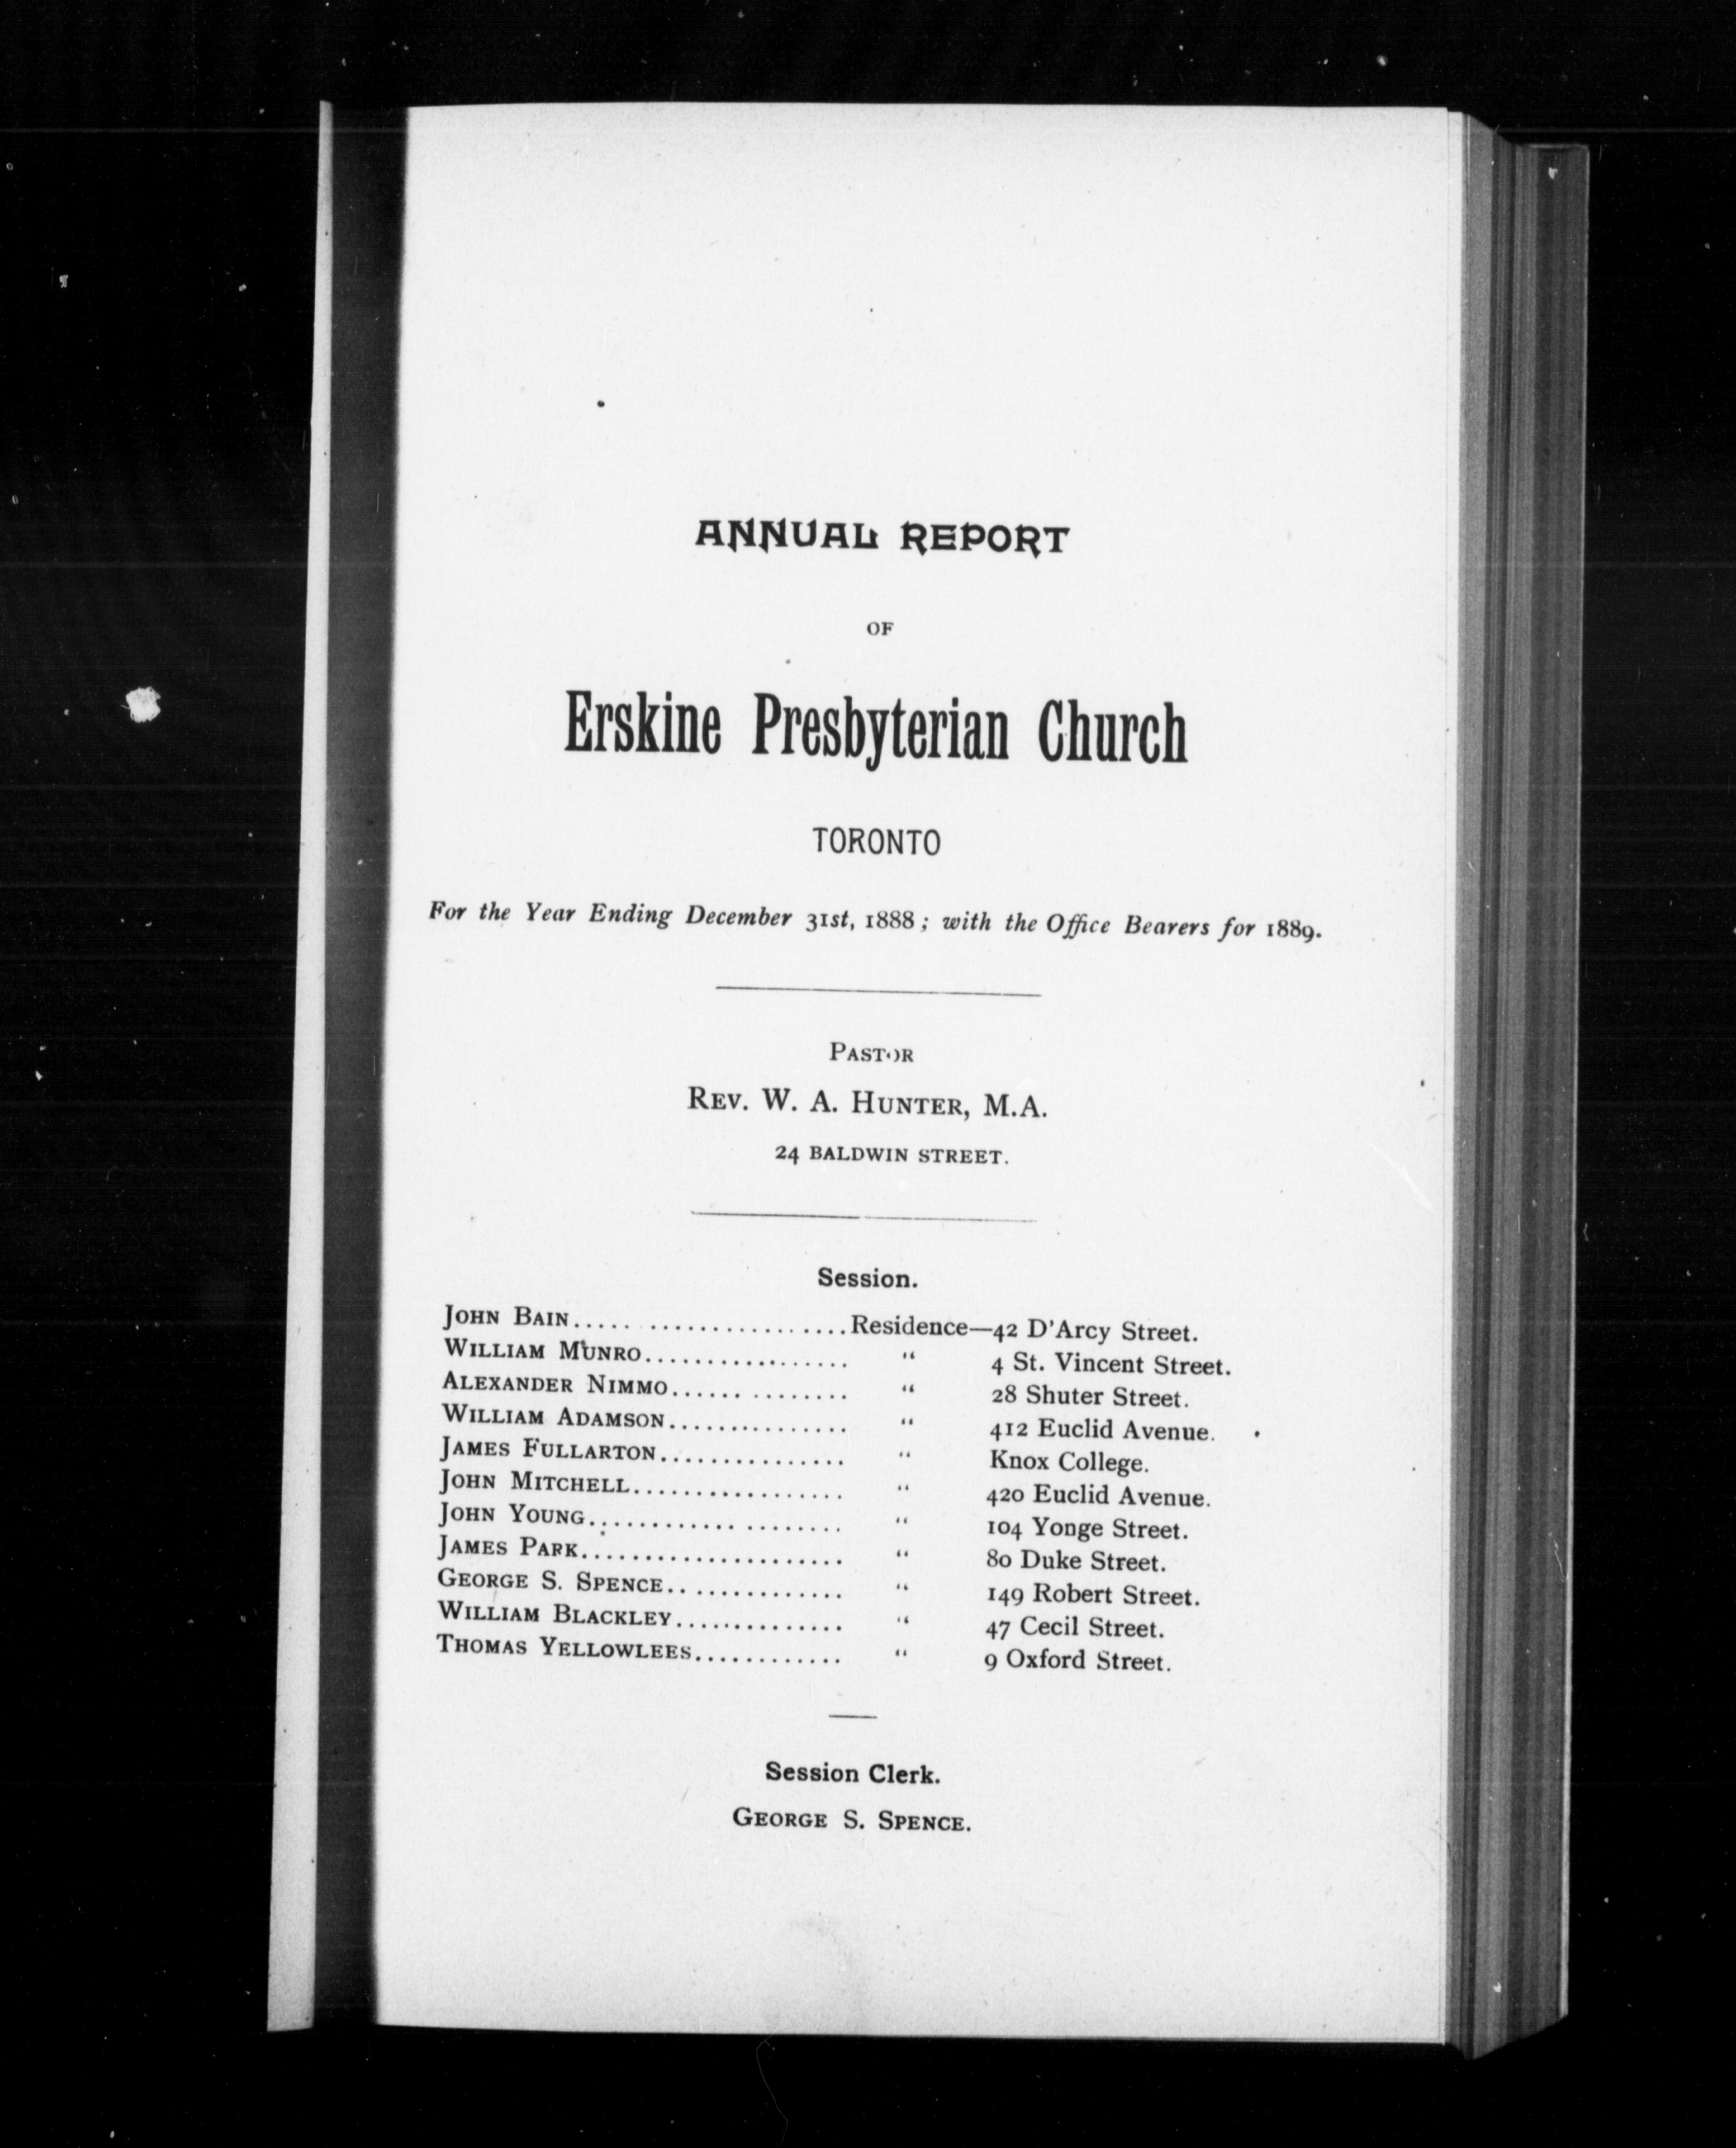 ANNUAL REPORT
OF
Erskine Presbyterian Church
TORONTO
For the Year Ending December 31st, 1888; with the Office Bearers for 1889.
PASTOR
REV. W. A. HUNTER, M.A.
24 BALDWIN STREET.
Session.
JOHN BAIN...........................Residence—42 D'Arcy Street.
WILLIAM MUNRO................ “ 4 St. Vincent Street.
ALEXANDER NIMMO.............. “ 28 Shuter Street.
WILLIAM ADAMSON............... “ 412 Euclid Avenue.
JAMES FULLARTON............... “ Knox College.
JOHN MITCHELL................. “ 420 Euclid Avenue.
JOHN YOUNG.................... “ 104 Yonge Street.
JAMES PARK..................... “ 80 Duke Street.
GEORGE S. SPENCE.............. “ 149 Robert Street.
WILLIAM BLACKLEY.............. “ 47 Cecil Street.
THOMAS YELLOWLEES............ “ 9 Oxford Street.
Session Clerk.
GEORGE S. SPENCE.